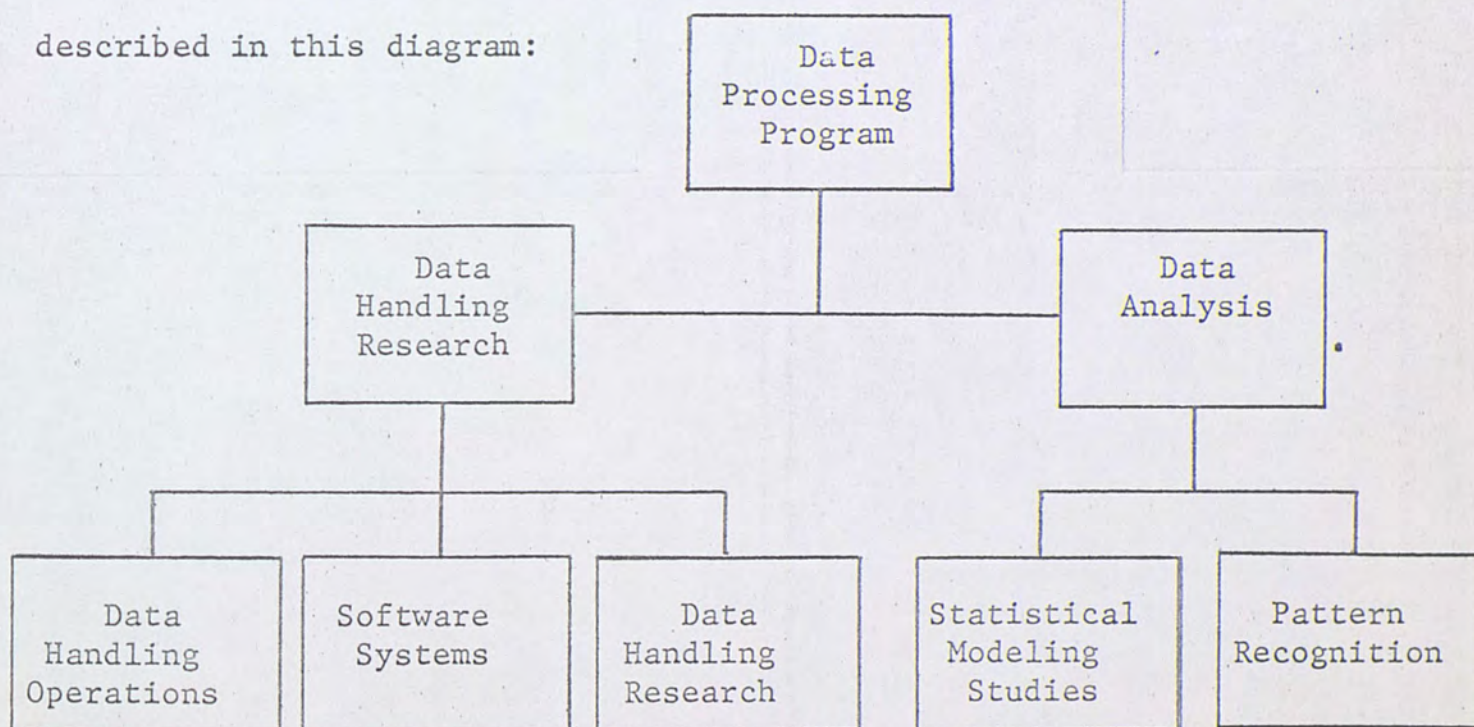 described in this diagram:
Data
Processing
Program
Data
Handling
Research
Data
Analysis
Data
Handling
Operations
Software
Systems
Data
Handling
Research
Statistical
Modeling
Studies
Pattern
Recognition